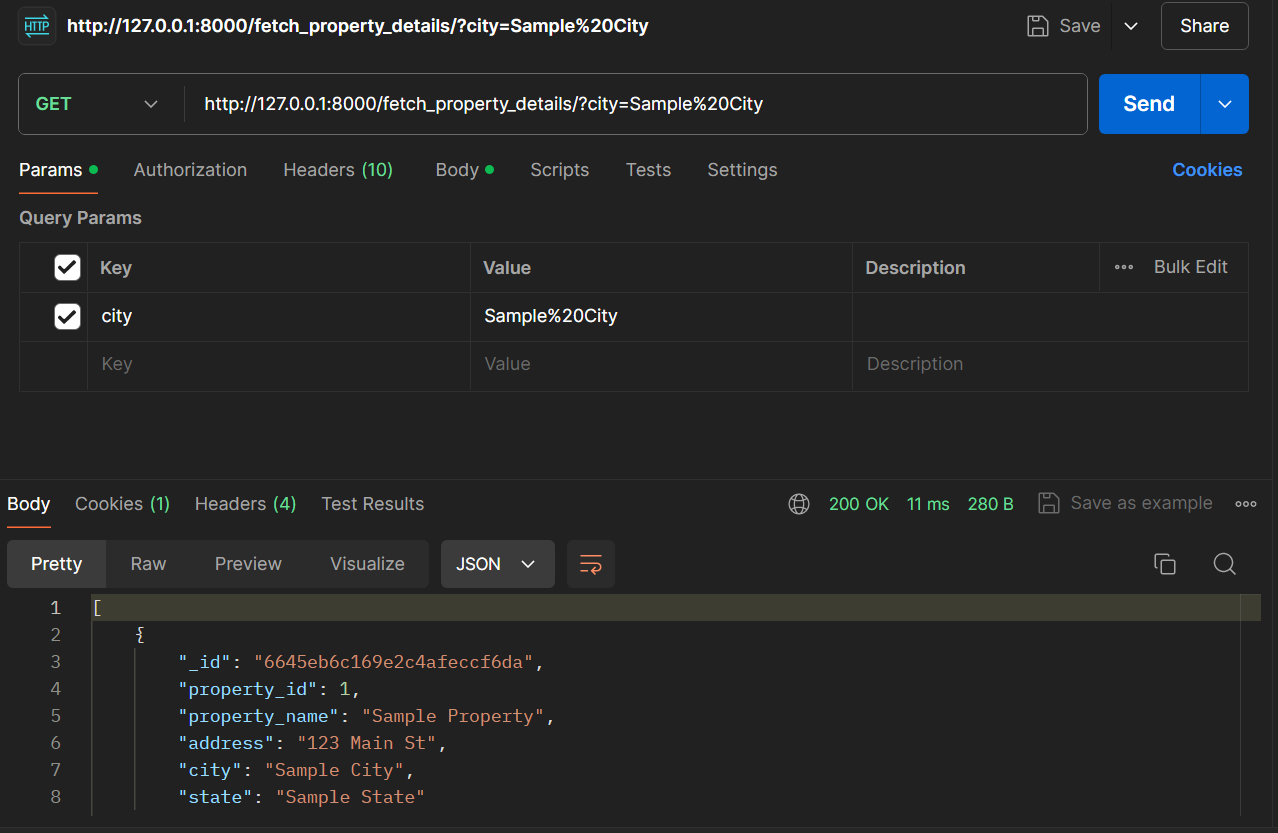 HTTP http://127.0.0.1:8000/fetch_property_details/?city=Sample%20City Save Share
GET http://127.0.0.1:8000/fetch_property_details/?city=Sample%20City Send
Params Authorization Headers (10) Body Scripts Tests Settings Cookies
Query Params
Key Value Description Bulk Edit
city Sample%20City
Key Value Description
Body Cookies (1) Headers (4) Test Results 200 OK 11 ms 280 B Save as example
Pretty Raw Preview Visualize JSON
1 [
2 {
3 "_id": "6645eb6c169e2c4afeccf6da",
4 "property_id": 1,
5 "property_name": "Sample Property",
6 "address": "123 Main St",
7 "city": "Sample City",
8 "state": "Sample State"